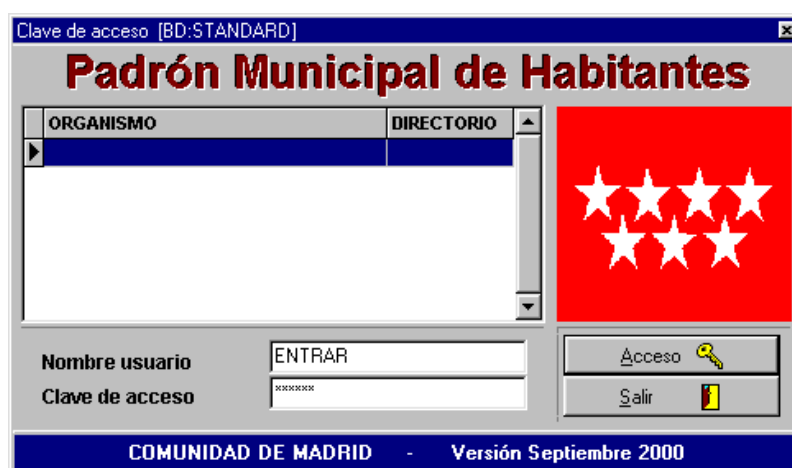 Clave de acceso [BD:STANDARD]
Padrón Municipal de Habitantes
ORGANISMO DIRECTORIO
Nombre usuario ENTRAR
Acceso
Clave de acceso ******
Salir
COMUNIDAD DE MADRID - Versión Septiembre 2000